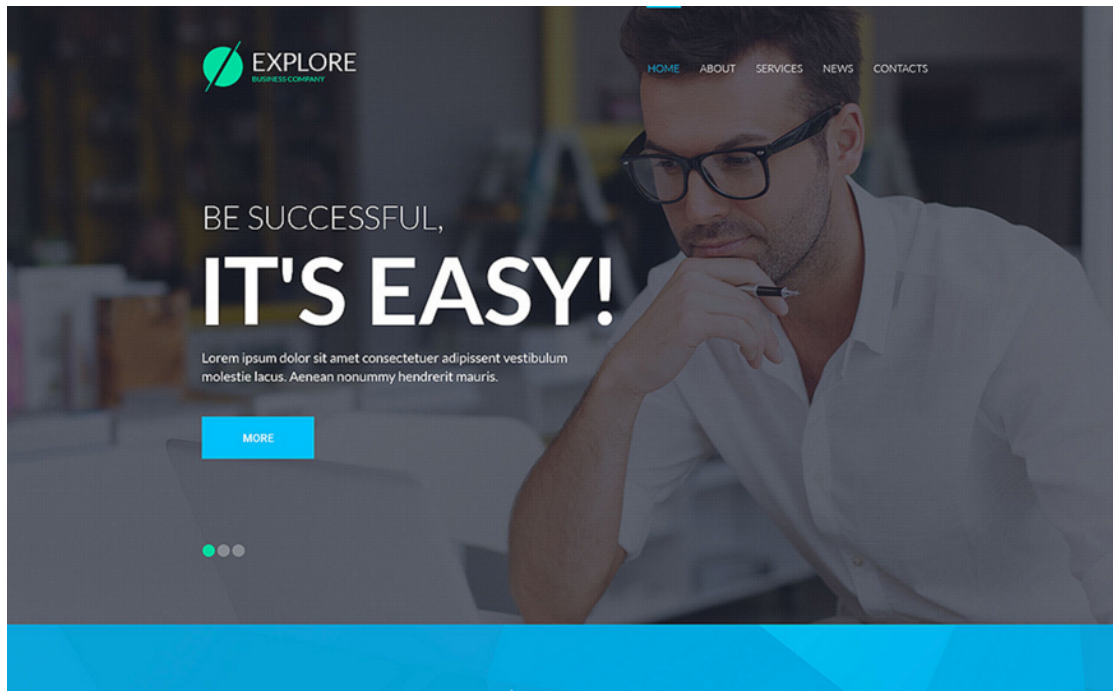 EXPLORE
BUSINESS COMPANY
HOME ABOUT SERVICES NEWS CONTACTS
BE SUCCESSFUL,
IT'S EASY!
Lorem ipsum dolor sit amet consectetuer adipissent vestibulum
molestie lacus. Aenean nonummy hendrerit mauris.
MORE